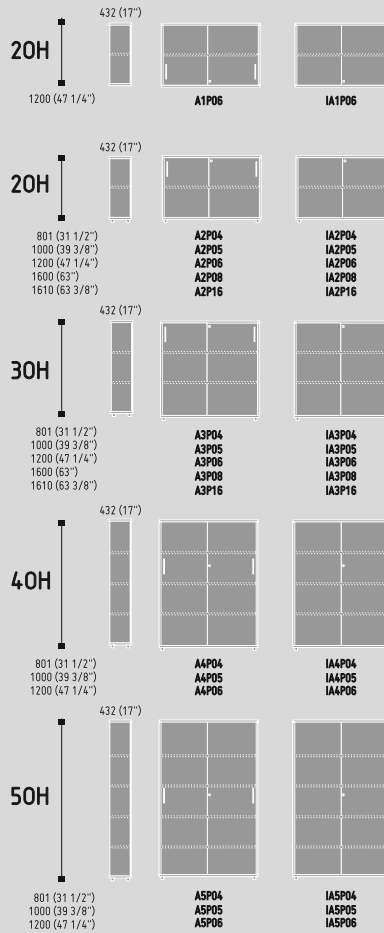 432 (17")
20H
1200 (47 1/4")
A1P06
IA1P06
432 (17")
20H
801 (31 1/2")
1000 (39 3/8")
1200 (47 1/4")
1600 (63")
1610 (63 3/8")
A2P04
A2P05
A2P06
A2P08
A2P16
IA2P04
IA2P05
IA2P06
IA2P08
IA2P16
432 (17")
30H
801 (31 1/2")
1000 (39 3/8")
1200 (47 1/4")
1600 (63")
1610 (63 3/8")
A3P04
A3P05
A3P06
A3P08
A3P16
IA3P04
IA3P05
IA3P06
IA3P08
IA3P16
432 (17")
40H
801 (31 1/2")
1000 (39 3/8")
1200 (47 1/4")
A4P04
A4P05
A4P06
IA4P04
IA4P05
IA4P06
432 (17")
50H
801 (31 1/2")
1000 (39 3/8")
1200 (47 1/4")
A5P04
A5P05
A5P06
IA5P04
IA5P05
IA5P06